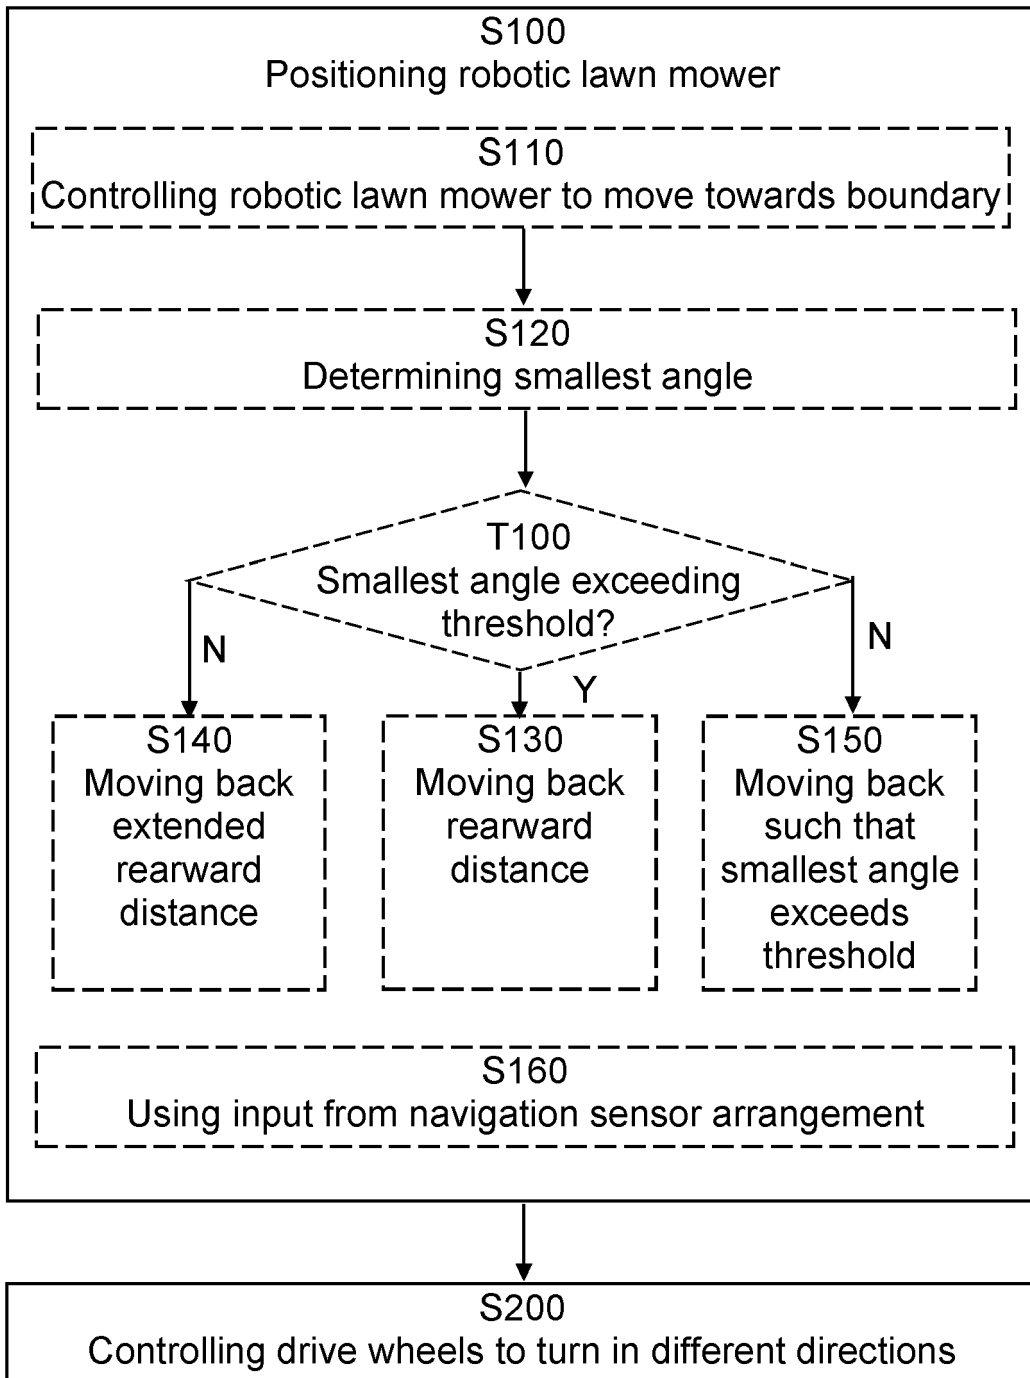 S100
Positioning robotic lawn mower
S110
Controlling robotic lawn mower to move towards boundary
S120
Determining smallest angle
T100
Smallest angle exceeding
threshold?
N
Y
N
S140
Moving back
extended
rearward
distance
S130
Moving back
rearward
distance
S150
Moving back
such that
smallest angle
exceeds
threshold
S160
Using input from navigation sensor arrangement
S200
Controlling drive wheels to turn in different directions